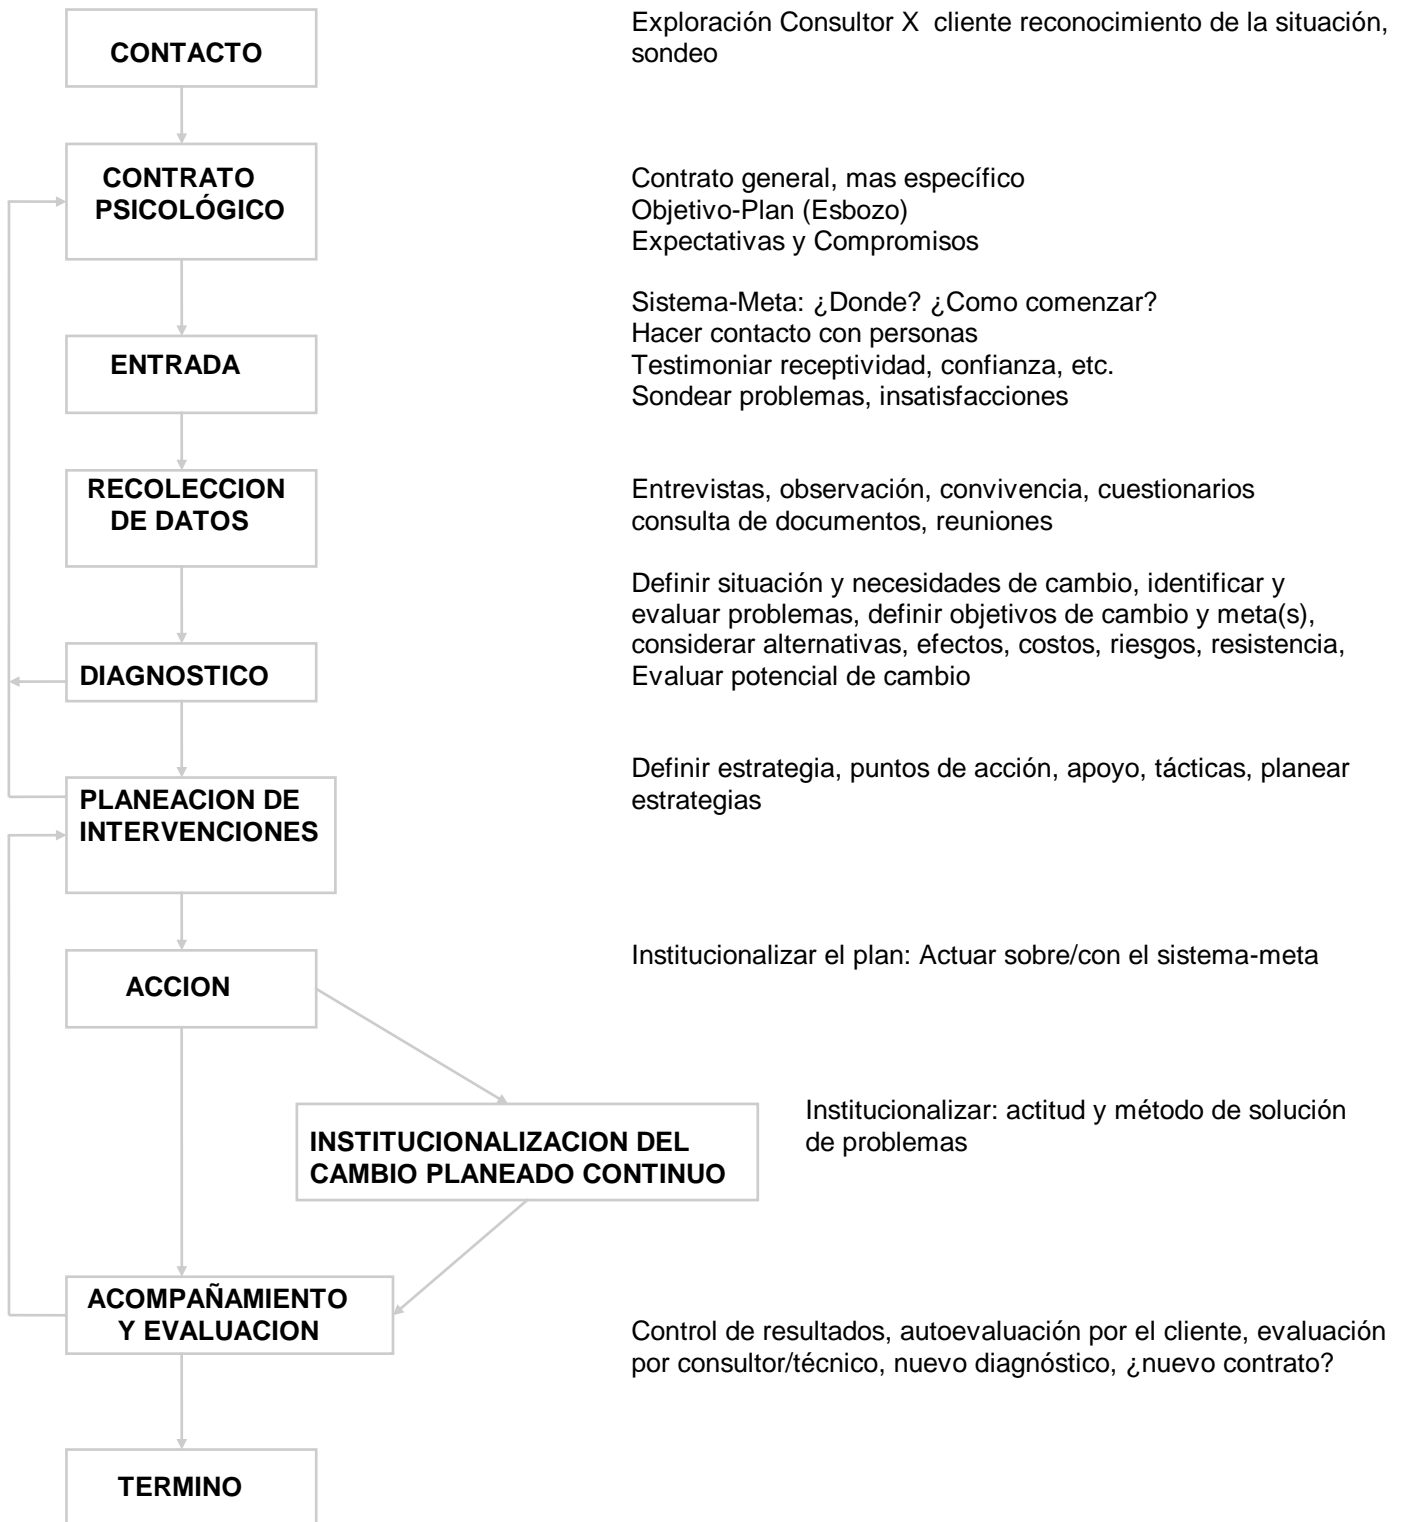 CONTACTO
Exploración Consultor X  cliente reconocimiento de la situación,
sondeo
CONTRATO
PSICOLÓGICO
Contrato general, mas específico
Objetivo-Plan (Esbozo)
Expectativas y Compromisos
ENTRADA
Sistema-Meta: ¿Donde? ¿Como comenzar?
Hacer contacto con personas
Testimoniar receptividad, confianza, etc.
Sondear problemas, insatisfacciones
RECOLECCION
DE DATOS
Entrevistas, observación, convivencia, cuestionarios
consulta de documentos, reuniones
DIAGNOSTICO
Definir situación y necesidades de cambio, identificar y
evaluar problemas, definir objetivos de cambio y meta(s),
considerar alternativas, efectos, costos, riesgos, resistencia,
Evaluar potencial de cambio
PLANEACION DE
INTERVENCIONES
Definir estrategia, puntos de acción, apoyo, tácticas, planear
estrategias
ACCION
Institucionalizar el plan: Actuar sobre/con el sistema-meta
INSTITUCIONALIZACION DEL
CAMBIO PLANEADO CONTINUO
Institucionalizar: actitud y método de solución
de problemas
ACOMPAÑAMIENTO
Y EVALUACION
Control de resultados, autoevaluación por el cliente, evaluación
por consultor/técnico, nuevo diagnóstico, ¿nuevo contrato?
TERMINO